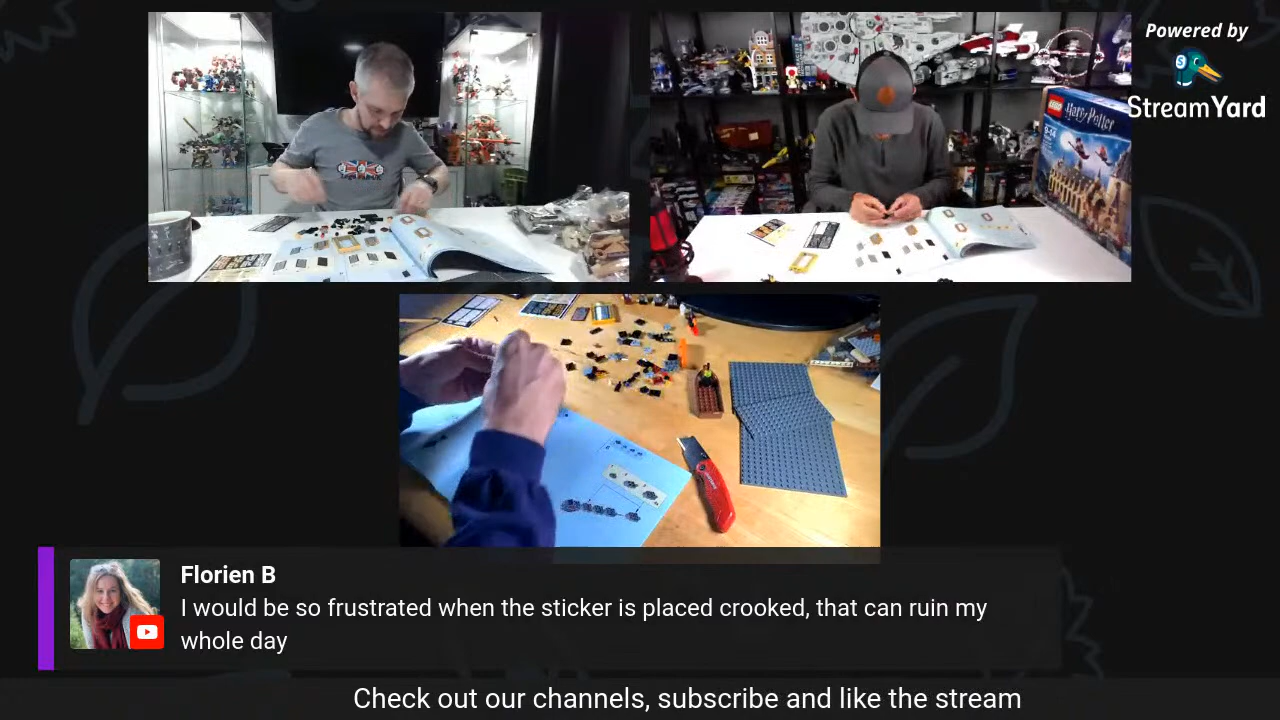 Powered by
StreamYard
LEGO
Harry Potter
Florien B
I would be so frustrated when the sticker is placed crooked, that can ruin my
whole day
Check out our channels, subscribe and like the stream